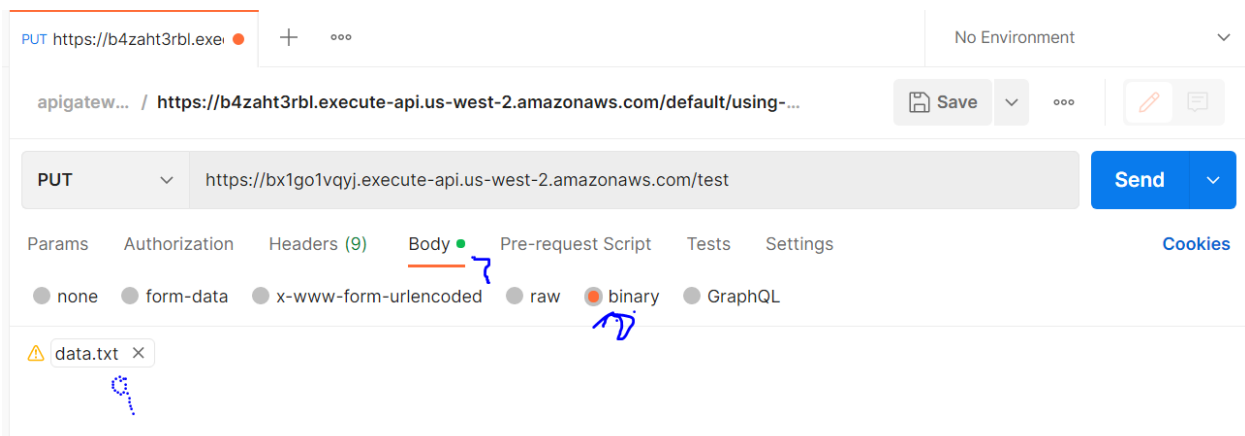 PUT https://b4zaht3rbl.exe No Environment
apigatew... / https://b4zaht3rbl.execute-api.us-west-2.amazonaws.com/default/using-... Save
PUT https://bx1go1vqyj.execute-api.us-west-2.amazonaws.com/test Send
Params Authorization Headers (9) Body Pre-request Script Tests Settings Cookies
7
none form-data x-www-form-urlencoded raw binary GraphQL
data.txt
9